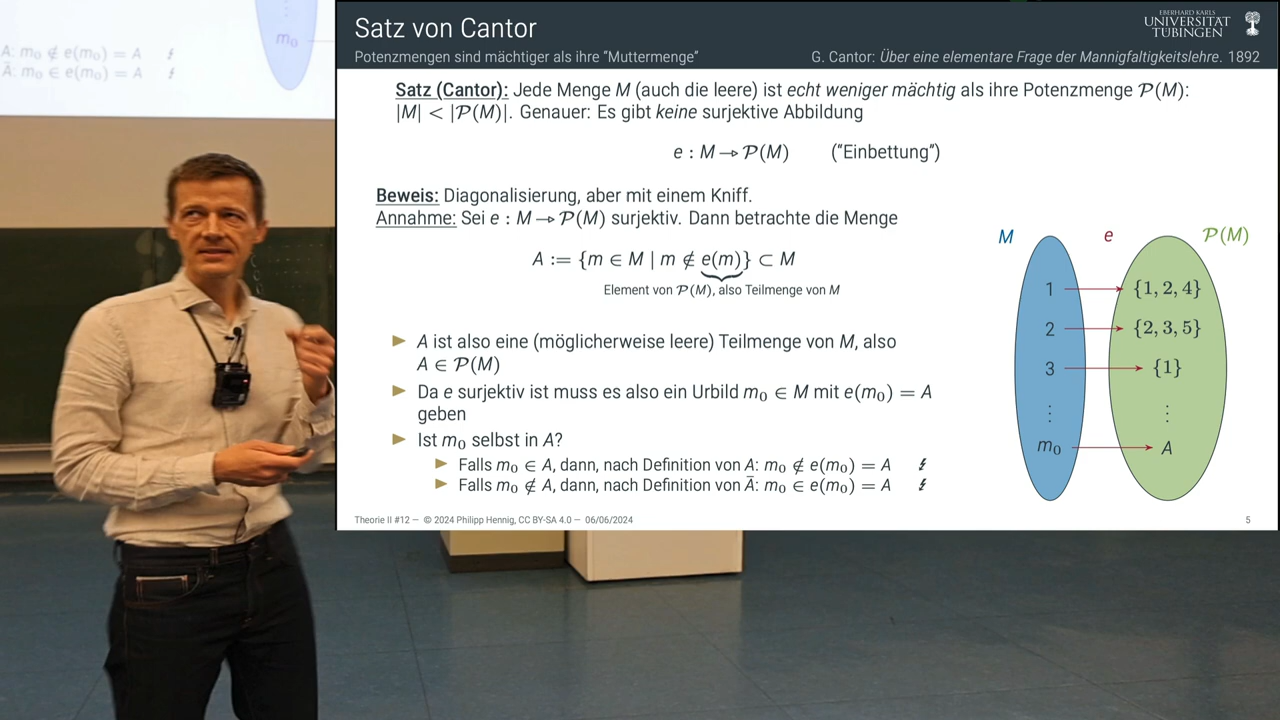 A: m₀ ∉ e(m₀) = A ↯
Ā: m₀ ∈ e(m₀) = A ↯
m₀
Satz von Cantor
Potenzmengen sind mächtiger als ihre “Muttermenge”
G. Cantor: Über eine elementare Frage der Mannigfaltigkeitslehre. 1892
EBERHARD KARLS
UNIVERSITÄT
TÜBINGEN
Satz (Cantor): Jede Menge M (auch die leere) ist echt weniger mächtig als ihre Potenzmenge 𝒫(M):
|M| < |𝒫(M)|. Genauer: Es gibt keine surjektive Abbildung
e : M ⇾ 𝒫(M) (“Einbettung”)
Beweis: Diagonalisierung, aber mit einem Kniff.
Annahme: Sei e : M ⇾ 𝒫(M) surjektiv. Dann betrachte die Menge
A := {m ∈ M | m ∉ e(m)} ⊂ M
Element von 𝒫(M), also Teilmenge von M
A ist also eine (möglicherweise leere) Teilmenge von M, also
A ∈ 𝒫(M)
Da e surjektiv ist muss es also ein Urbild m₀ ∈ M mit e(m₀) = A
geben
Ist m₀ selbst in A?
Falls m₀ ∈ A, dann, nach Definition von A: m₀ ∉ e(m₀) = A ↯
Falls m₀ ∉ A, dann, nach Definition von Ā: m₀ ∈ e(m₀) = A ↯
M e 𝒫(M)
1 {1, 2, 4}
2 {2, 3, 5}
3 {1}
⋮ ⋮
m₀ A
Theorie II #12 — © 2024 Philipp Hennig, CC BY-SA 4.0 — 06/06/2024
5